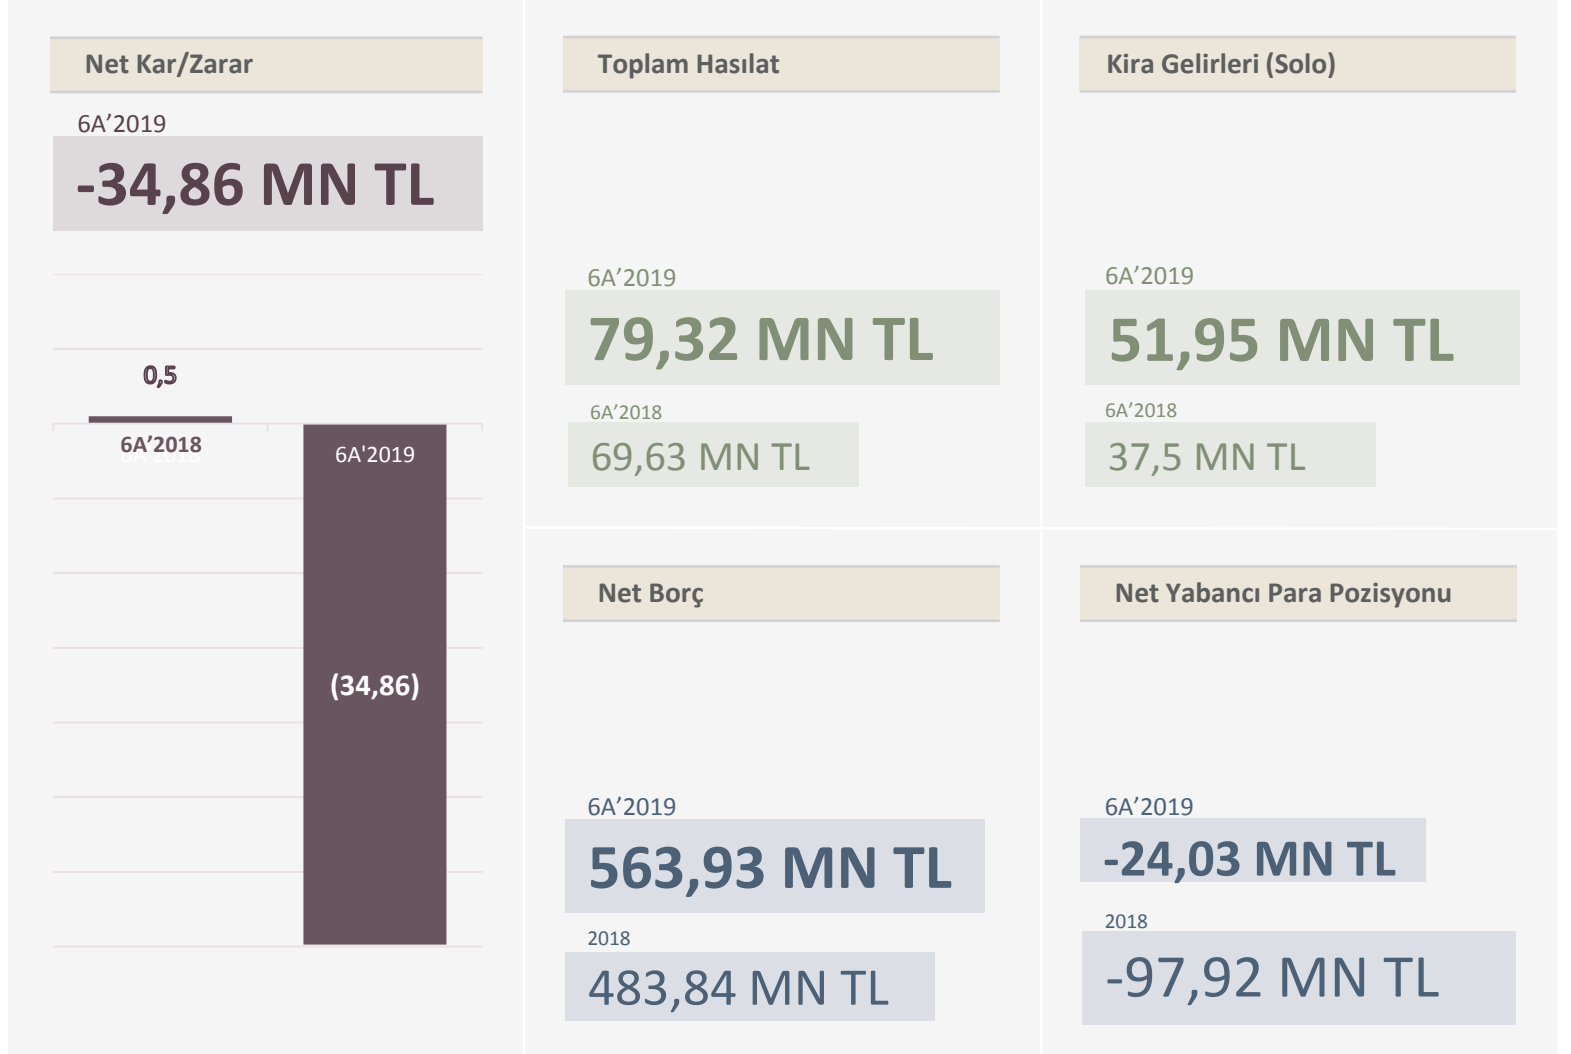 Net Kar/Zarar
6A’2019
-34,86 MN TL
0,5
6A’2018
6A'2018
6A'2019
(34,86)
Toplam Hasılat
6A’2019
79,32 MN TL
6A’2018
69,63 MN TL
Kira Gelirleri (Solo)
6A’2019
51,95 MN TL
6A’2018
37,5 MN TL
Net Borç
6A’2019
563,93 MN TL
2018
483,84 MN TL
Net Yabancı Para Pozisyonu
6A’2019
-24,03 MN TL
2018
-97,92 MN TL